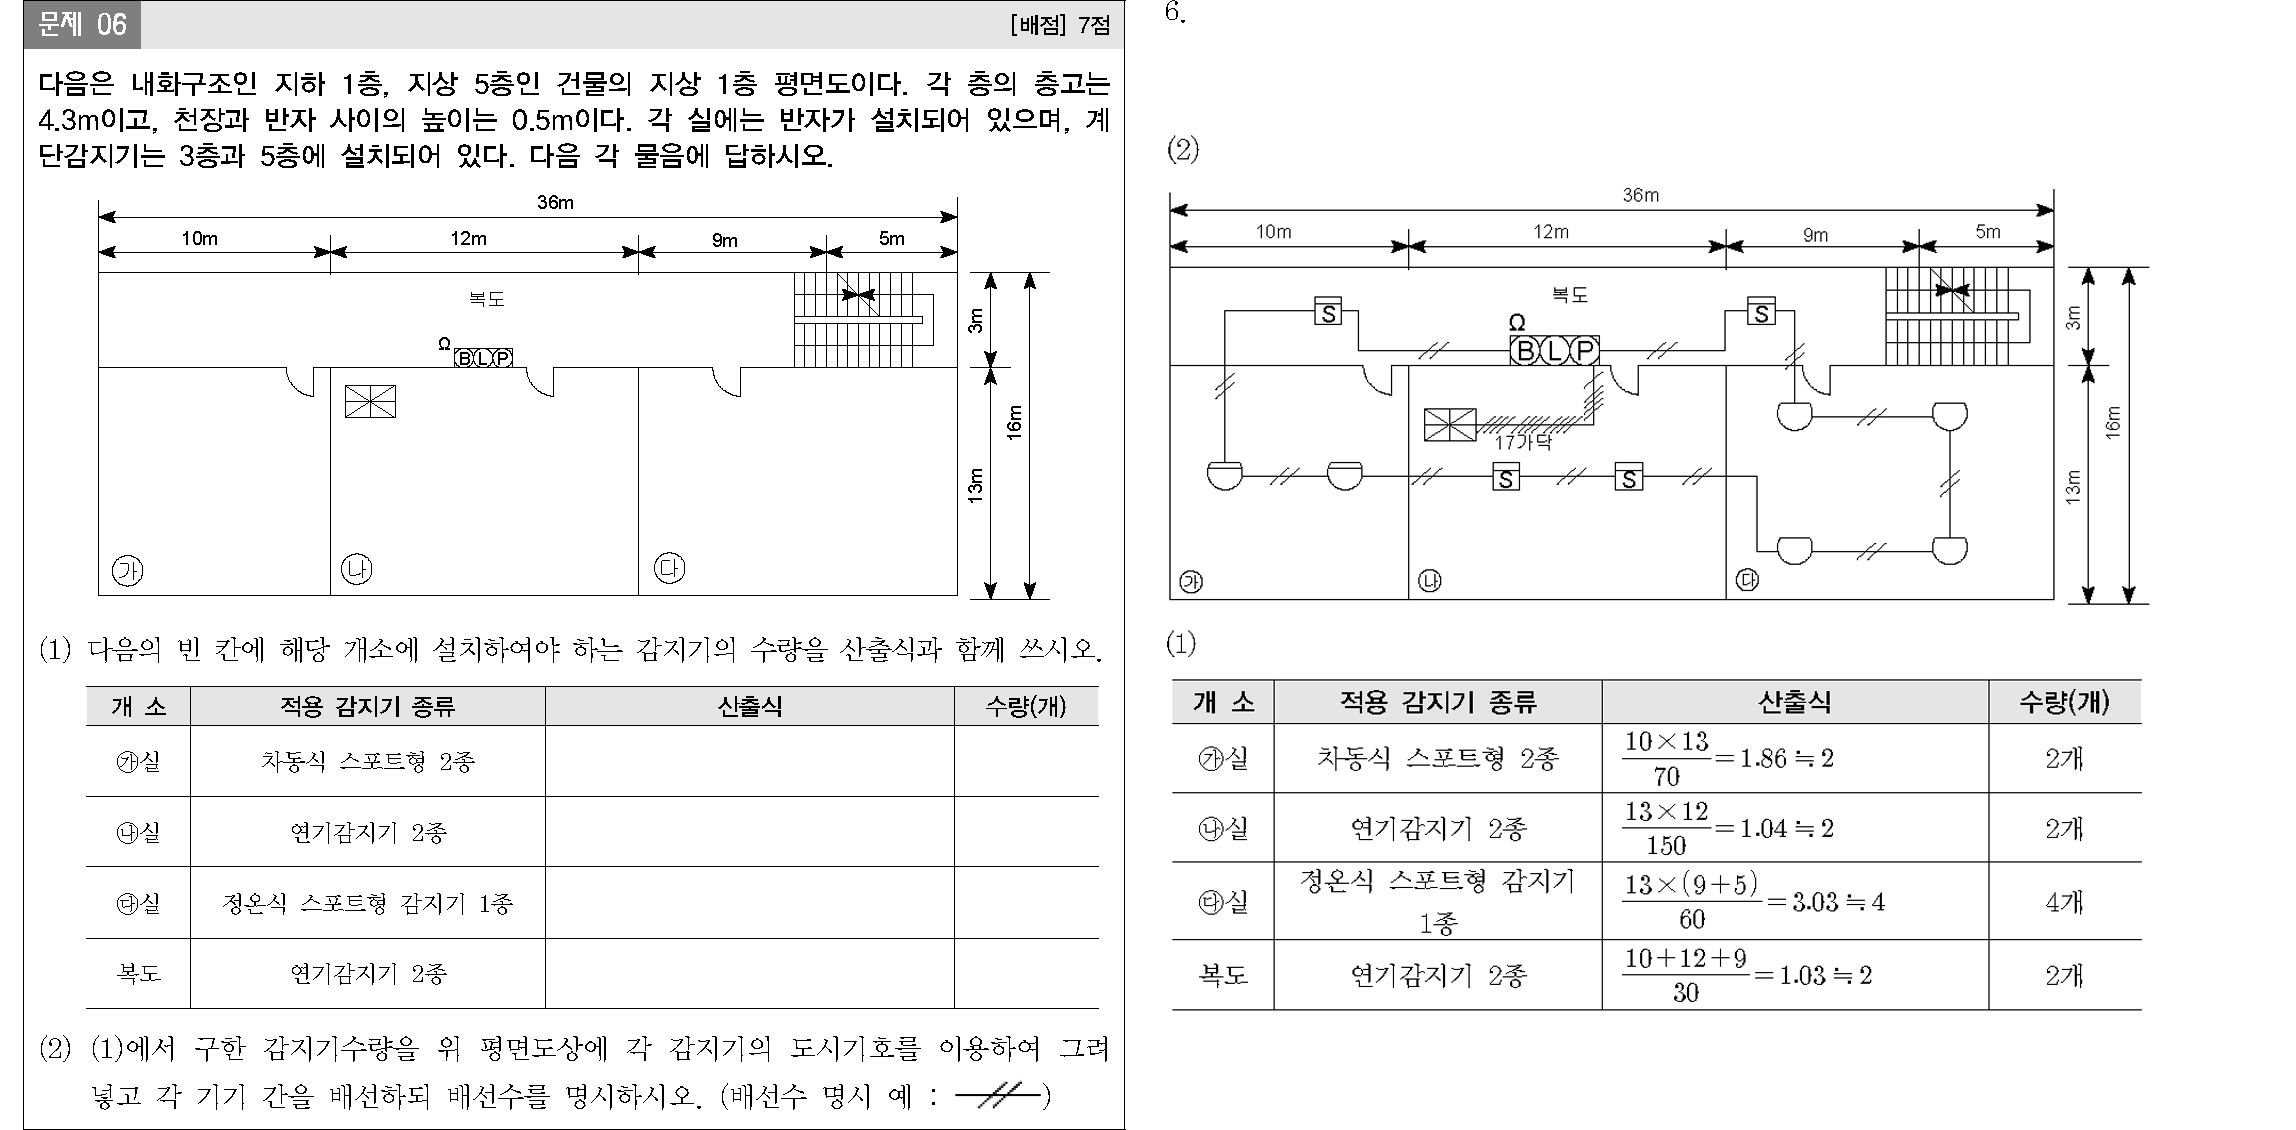 문제 06 [배점] 7점
다음은 내화구조인 지하 1층, 지상 5층인 건물의 지상 1층 평면도이다. 각 층의 층고는
4.3m이고, 천장과 반자 사이의 높이는 0.5m이다. 각 실에는 반자가 설치되어 있으며, 계
단감지기는 3층과 5층에 설치되어 있다. 다음 각 물음에 답하시오.
36m
10m 12m 9m 5m
복도
3m
Ω
B L P
16m
13m
㉮ ㉯ ㉰
(1) 다음의 빈 칸에 해당 개소에 설치하여야 하는 감지기의 수량을 산출식과 함께 쓰시오.
개 소 적용 감지기 종류 산출식 수량(개)
㉮실 차동식 스포트형 2종
㉯실 연기감지기 2종
㉰실 정온식 스포트형 감지기 1종
복도 연기감지기 2종
(2) (1)에서 구한 감지기수량을 위 평면도상에 각 감지기의 도시기호를 이용하여 그려
넣고 각 기기 간을 배선하되 배선수를 명시하시오. (배선수 명시 예 : )
6.
(2)
36m
10m 12m 9m 5m
복도
S S
3m
Ω
B L P
16m
17가닥
S S
13m
㉮ ㉯ ㉰
(1)
개 소 적용 감지기 종류 산출식 수량(개)
㉮실 차동식 스포트형 2종 10×13/70=1.86≒2 2개
㉯실 연기감지기 2종 13×12/150=1.04≒2 2개
㉰실 정온식 스포트형 감지기 1종 13×(9+5)/60=3.03≒4 4개
복도 연기감지기 2종 10+12+9/30=1.03≒2 2개